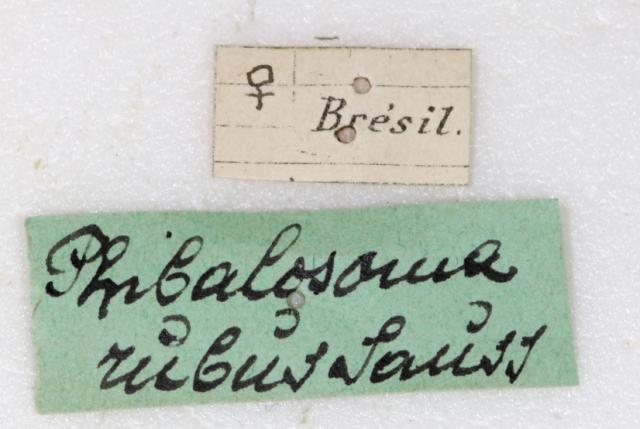 ♀ Brésil.
Phibalosoma
rubus Sauss